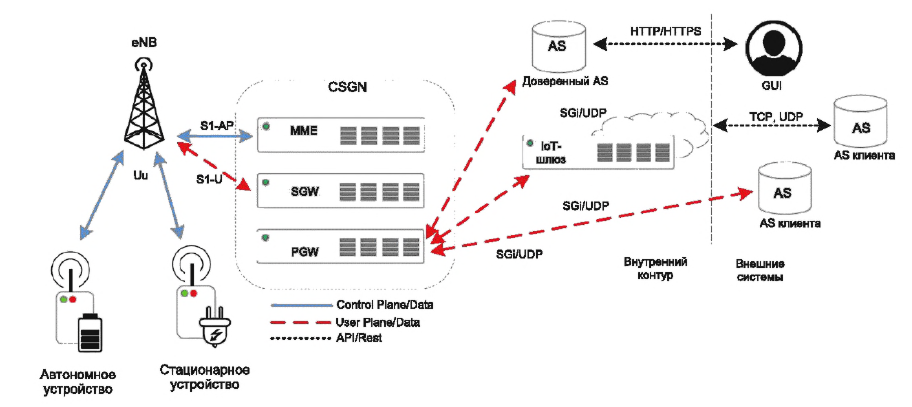 eNB
CSGN
S1-AP
MME
S1-U
SGW
PGW
Uu
AS
Доверенный AS
HTTP/HTTPS
GUI
SGi/UDP
IoT-
шлюз
TCP, UDP
AS
AS клиента
AS
AS клиента
SGi/UDP
SGi/UDP
Внутренний
контур
Внешние
системы
Control Plane/Data
User Plane/Data
API/Rest
Автономное
устройство
Стационарное
устройство